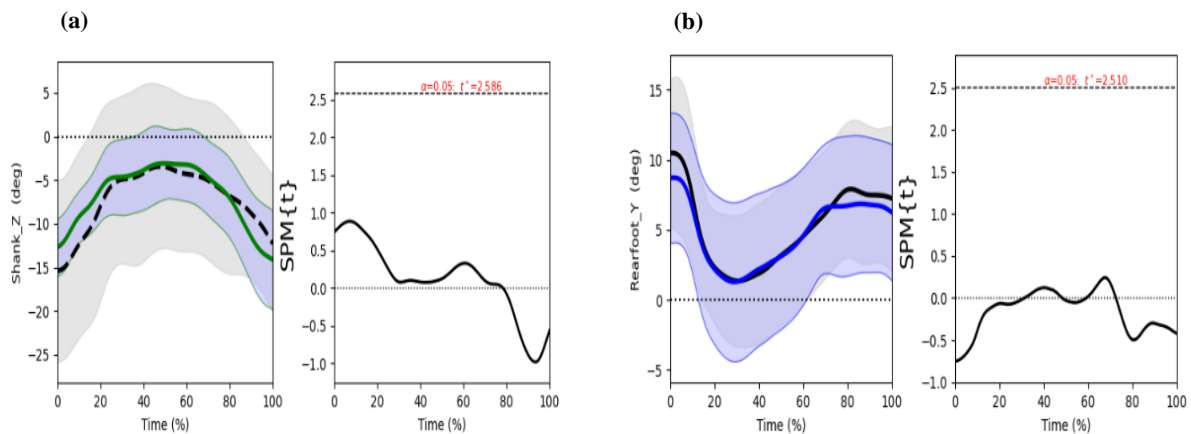 (a)
(b)
Shank_Z (deg)
5
0
−5
−10
−15
−20
−25
0 20 40 60 80 100
Time (%)
SPM{t}
α=0.05: t*=2.586
2.5
2.0
1.5
1.0
0.5
0.0
−0.5
−1.0
0 20 40 60 80 100
Time (%)
Rearfoot_Y (deg)
15
10
5
0
−5
0 20 40 60 80 100
Time (%)
SPM{t}
α=0.05: t*=2.510
2.5
2.0
1.5
1.0
0.5
0.0
−0.5
−1.0
0 20 40 60 80 100
Time (%)